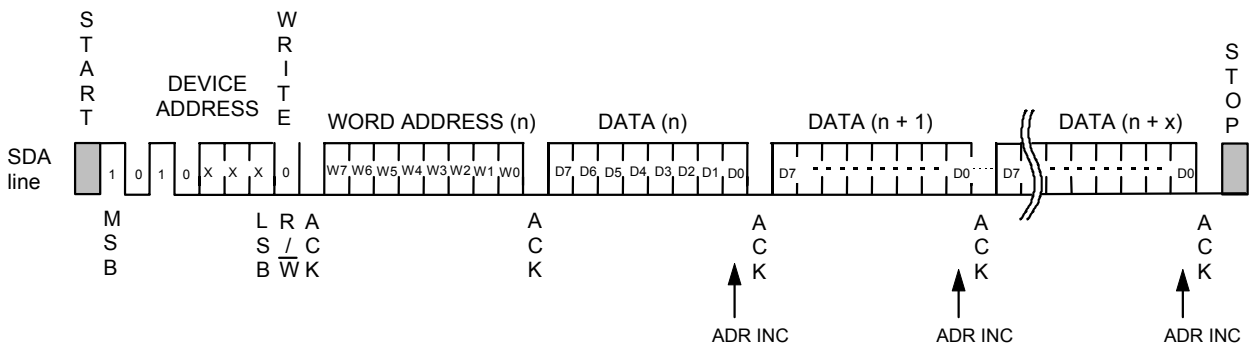 START
WRITE
STOP
DEVICE
ADDRESS
WORD ADDRESS (n)
DATA (n)
DATA (n + 1)
DATA (n + x)
SDA
line
1 0 1 0 X X X 0
W7 W6 W5 W4 W3 W2 W1 W0
D7 D6 D5 D4 D3 D2 D1 D0
D7 D0
D7 D0
MSB
LSB
R/W
ACK
ACK
ACK
ACK
ACK
ADR INC
ADR INC
ADR INC